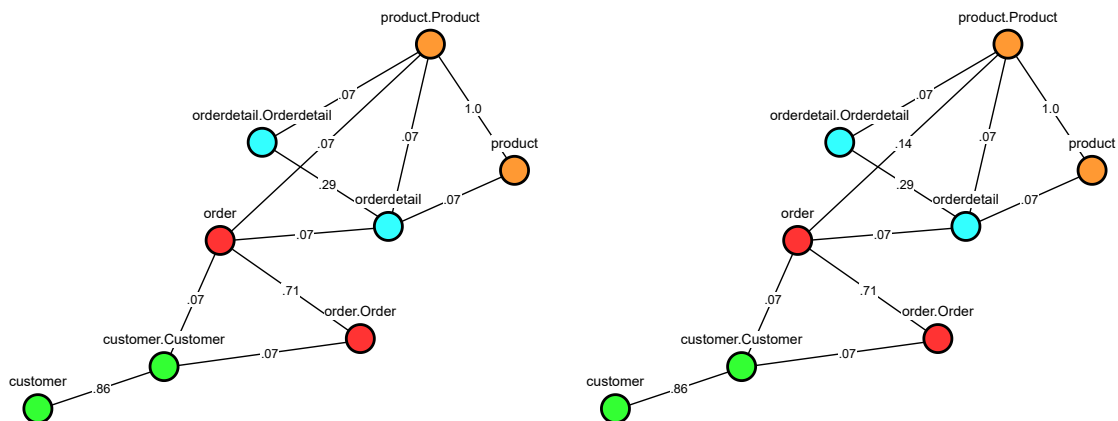 product.Product
.07
orderdetail.Orderdetail
1.0
.07
.07
product
.29
orderdetail
.07
order
.07
.07
.71
order.Order
customer.Customer
.07
customer
.86
product.Product
.07
orderdetail.Orderdetail
1.0
.14
.07
product
.29
orderdetail
.07
order
.07
.07
.71
order.Order
customer.Customer
.07
customer
.86